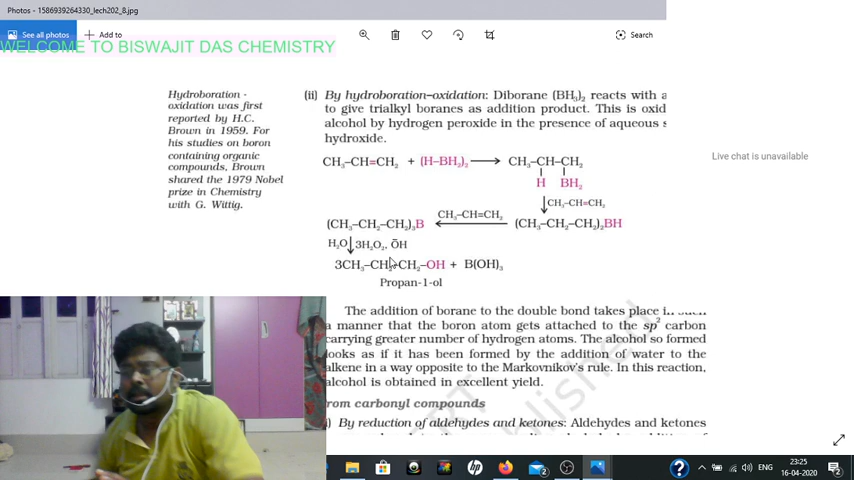 Photos - 1586939264330_lech202_8.jpg
See all photos
Add to
Search
WELCOME TO BISWAJIT DAS CHEMISTRY
Hydroboration -
oxidation was first
reported by H.C.
Brown in 1959. For
his studies on boron
containing organic
compounds, Brown
shared the 1979 Nobel
prize in Chemistry
with G. Wittig.
(ii) By hydroboration–oxidation: Diborane (BH₃)₂ reacts with a
to give trialkyl boranes as addition product. This is oxid
alcohol by hydrogen peroxide in the presence of aqueous s
hydroxide.
CH₃–CH=CH₂ + (H–BH₂)₂ ⟶ CH₃–CH–CH₂
H BH₂
↓ CH₃–CH=CH₂
(CH₃–CH₂–CH₂)₃B ⟵ CH₃–CH=CH₂ (CH₃–CH₂–CH₂)₂BH
H₂O ↓ 3H₂O₂, ŌH
3CH₃–CH₂–CH₂–OH + B(OH)₃
Propan-1-ol
The addition of borane to the double bond takes place in such
a manner that the boron atom gets attached to the sp² carbon
carrying greater number of hydrogen atoms. The alcohol so formed
looks as if it has been formed by the addition of water to the
alkene in a way opposite to the Markovnikov's rule. In this reaction,
alcohol is obtained in excellent yield.
From carbonyl compounds
By reduction of aldehydes and ketones: Aldehydes and ketones
Live chat is unavailable
hp
2
ENG
23:25
16-04-2020
2